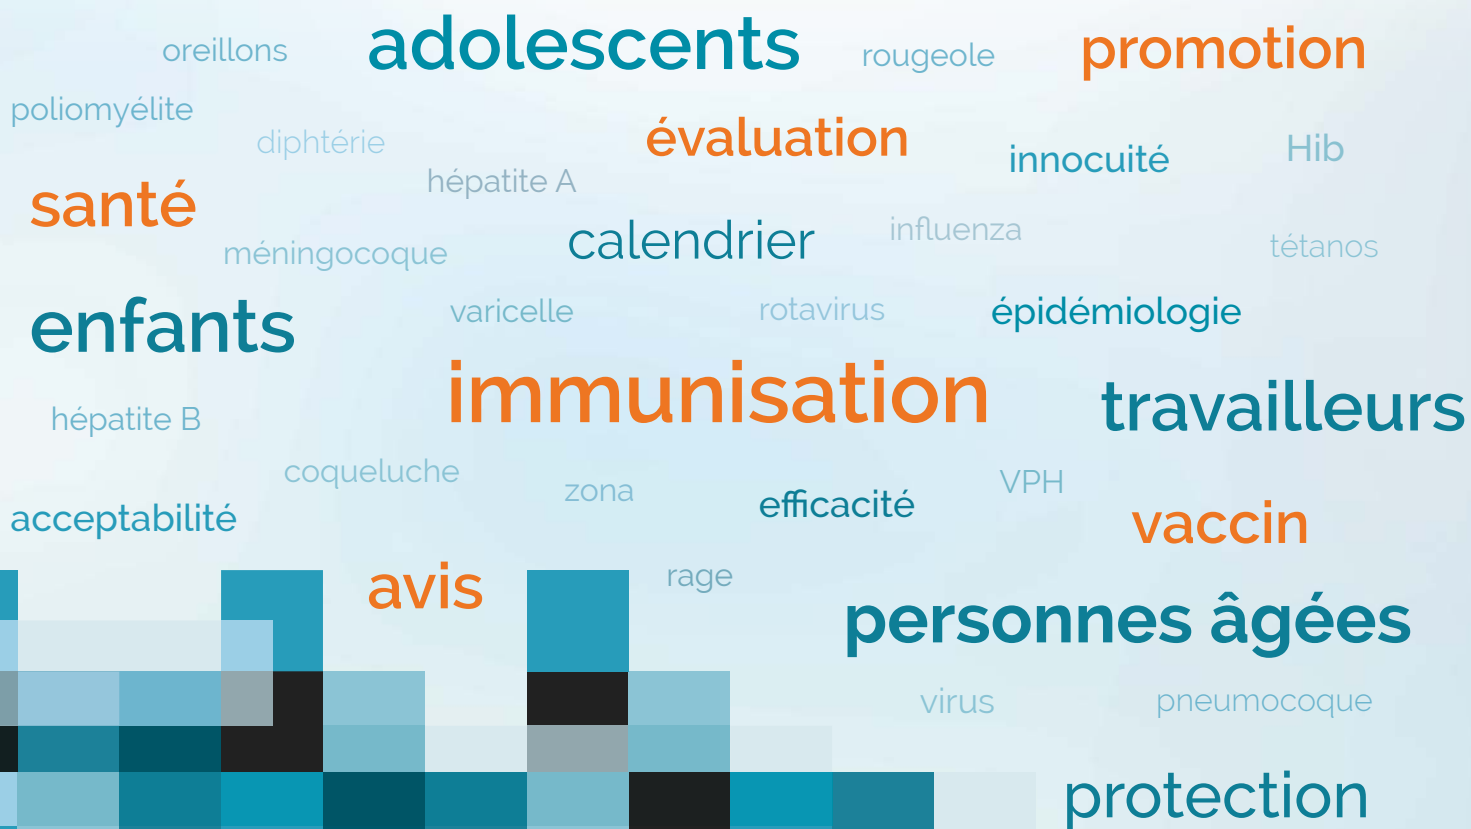 oreillons
adolescents
rougeole
promotion
poliomyélite
diphtérie
évaluation
innocuité
Hib
hépatite A
santé
calendrier
influenza
tétanos
méningocoque
enfants
varicelle
rotavirus
épidémiologie
immunisation
travailleurs
hépatite B
coqueluche
zona
efficacité
VPH
acceptabilité
vaccin
avis
rage
personnes âgées
virus
pneumocoque
protection